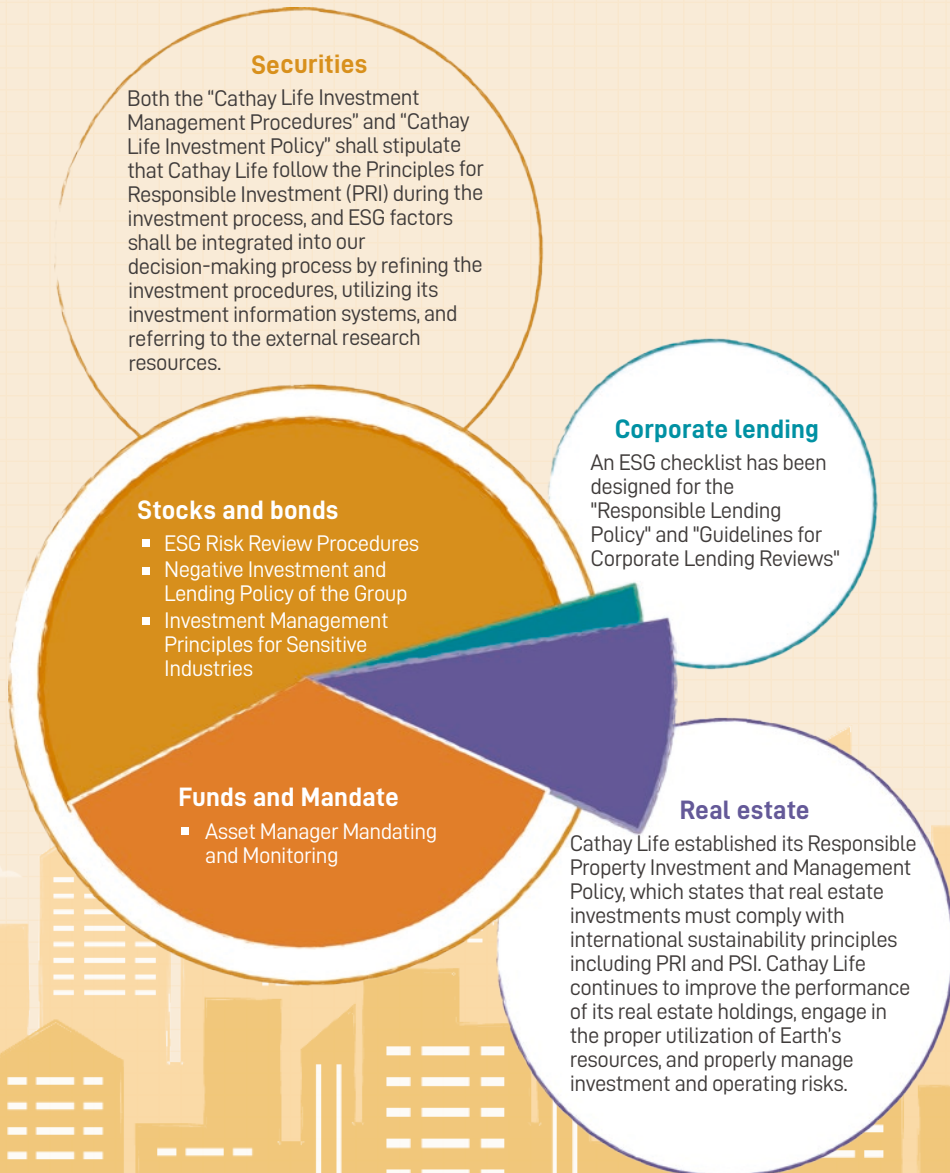 Securities
Both the "Cathay Life Investment
Management Procedures" and "Cathay
Life Investment Policy" shall stipulate
that Cathay Life follow the Principles for
Responsible Investment (PRI) during the
investment process, and ESG factors
shall be integrated into our
decision-making process by refining the
investment procedures, utilizing its
investment information systems, and
referring to the external research
resources.
Corporate lending
An ESG checklist has been
designed for the
"Responsible Lending
Policy" and "Guidelines for
Corporate Lending Reviews"
Stocks and bonds
▪ ESG Risk Review Procedures
▪ Negative Investment and
Lending Policy of the Group
▪ Investment Management
Principles for Sensitive
Industries
Funds and Mandate
▪ Asset Manager Mandating
and Monitoring
Real estate
Cathay Life established its Responsible
Property Investment and Management
Policy, which states that real estate
investments must comply with
international sustainability principles
including PRI and PSI. Cathay Life
continues to improve the performance
of its real estate holdings, engage in
the proper utilization of Earth's
resources, and properly manage
investment and operating risks.